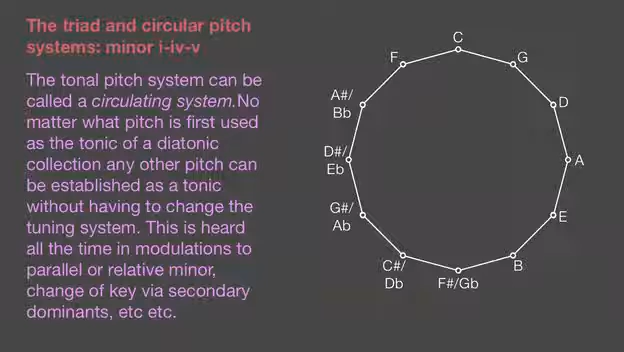 The triad and circular pitch
systems: minor i-iv-v
The tonal pitch system can be
called a circulating system.No
matter what pitch is first used
as the tonic of a diatonic
collection any other pitch can
be established as a tonic
without having to change the
tuning system. This is heard
all the time in modulations to
parallel or relative minor,
change of key via secondary
dominants, etc etc.
C
G
D
A
E
B
F#/Gb
C#/
Db
G#/
Ab
D#/
Eb
A#/
Bb
F